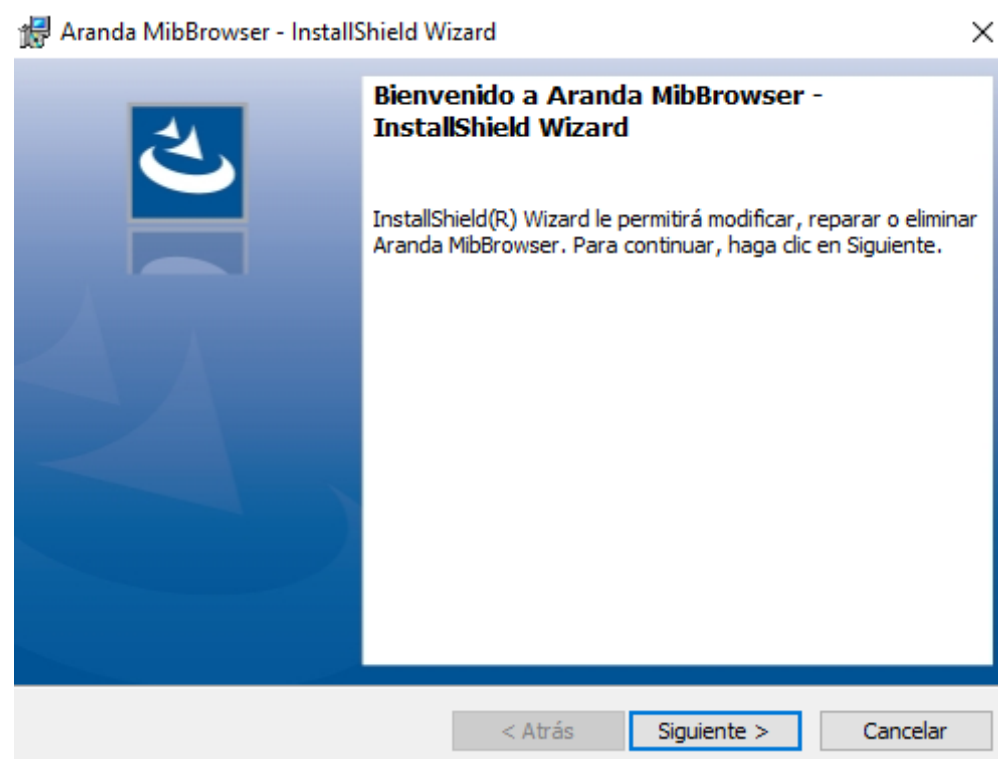 Aranda MibBrowser - InstallShield Wizard
Bienvenido a Aranda MibBrowser -
InstallShield Wizard
InstallShield(R) Wizard le permitirá modificar, reparar o eliminar
Aranda MibBrowser. Para continuar, haga clic en Siguiente.
< Atrás
Siguiente >
Cancelar